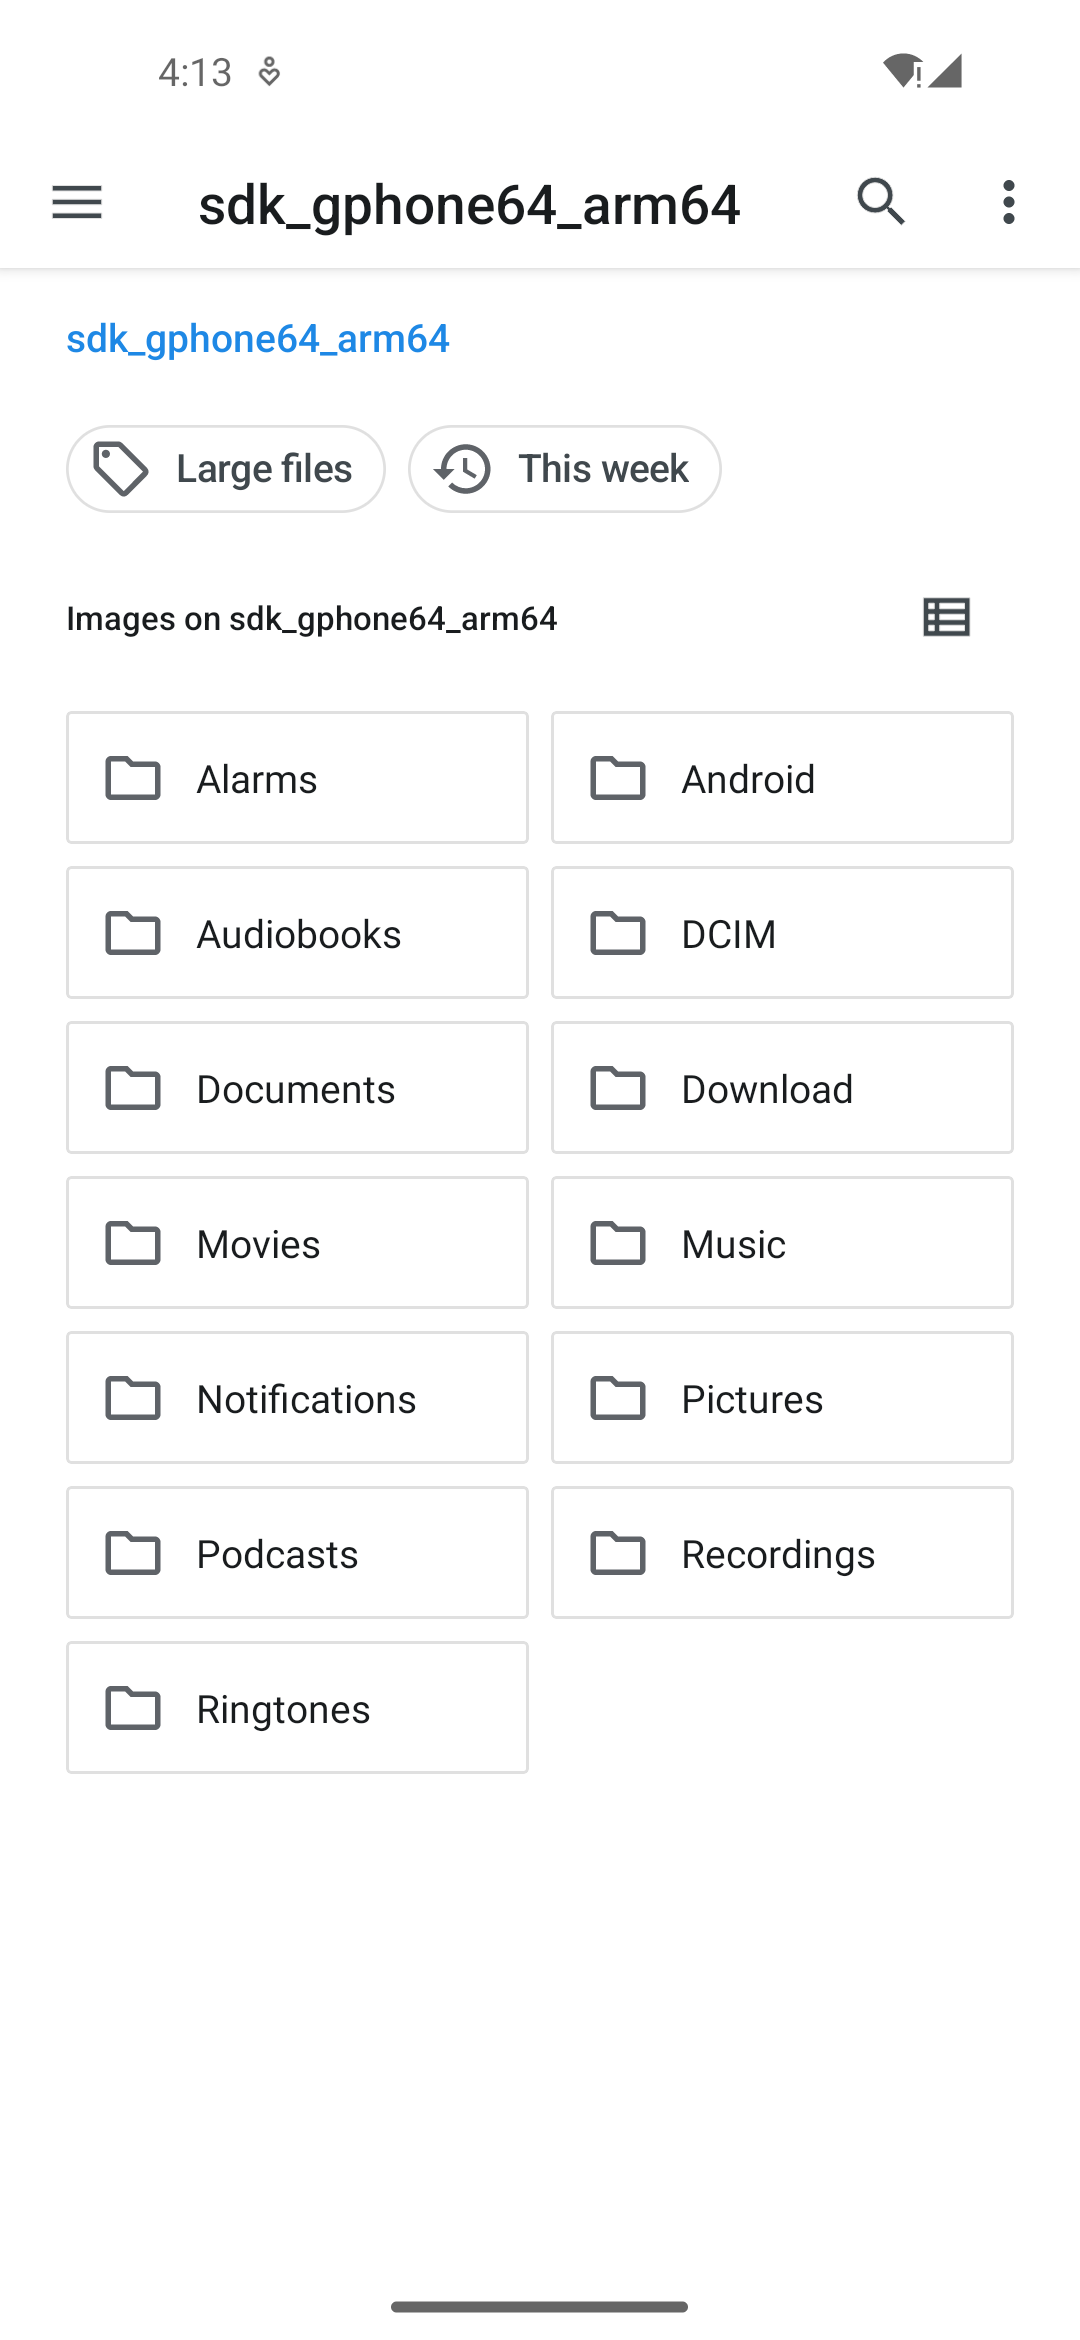 4:13
sdk_gphone64_arm64
sdk_gphone64_arm64
Large files
This week
Images on sdk_gphone64_arm64
Alarms
Android
Audiobooks
DCIM
Documents
Download
Movies
Music
Notifications
Pictures
Podcasts
Recordings
Ringtones